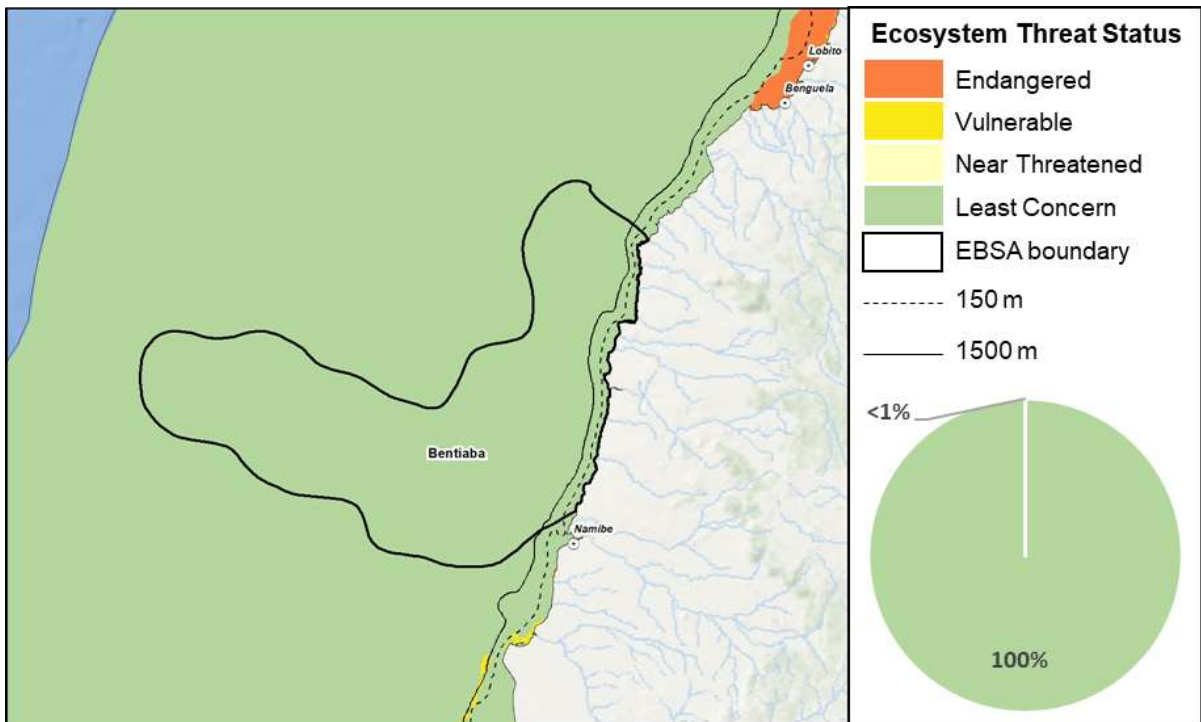 Lobito
Benguela
Bentiaba
Namibe
Ecosystem Threat Status
Endangered
Vulnerable
Near Threatened
Least Concern
EBSA boundary
150 m
1500 m
<1%
100%